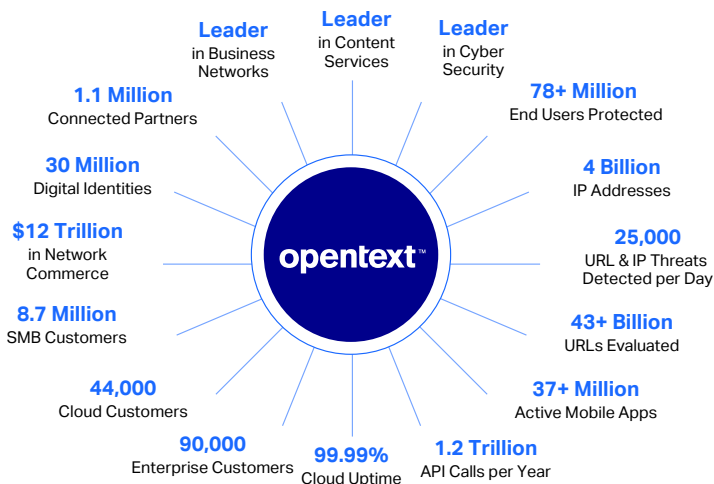 Leader
in Business
Networks
Leader
in Content
Services
Leader
in Cyber
Security
78+ Million
End Users Protected
4 Billion
IP Addresses
25,000
URL & IP Threats
Detected per Day
43+ Billion
URLs Evaluated
37+ Million
Active Mobile Apps
1.2 Trillion
API Calls per Year
99.99%
Cloud Uptime
90,000
Enterprise Customers
44,000
Cloud Customers
8.7 Million
SMB Customers
$12 Trillion
in Network
Commerce
30 Million
Digital Identities
1.1 Million
Connected Partners
opentext™